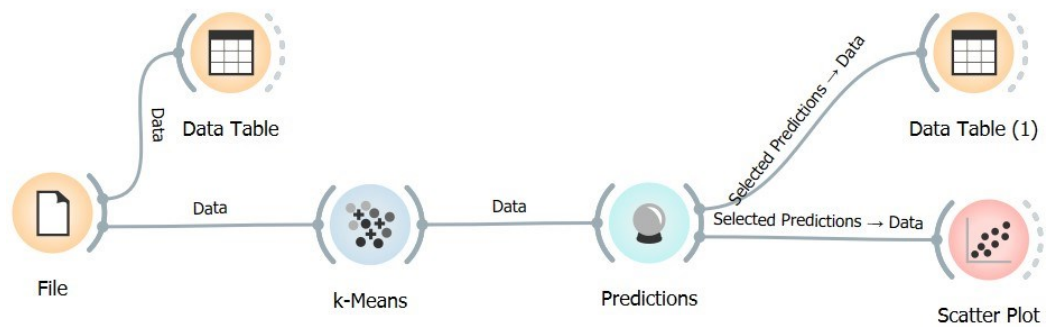 Data Table
Data
File
Data
k-Means
Data
Predictions
Selected Predictions → Data
Data Table (1)
Selected Predictions → Data
Scatter Plot